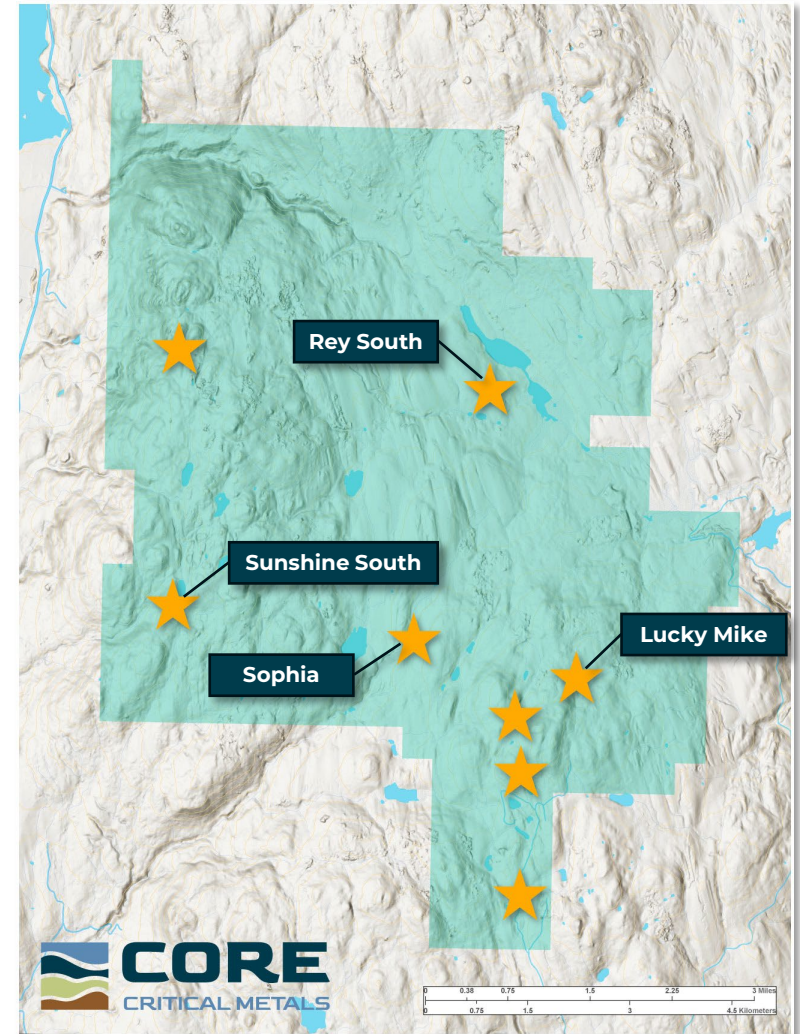 Rey South
Sunshine South
Lucky Mike
Sophia
CORE
CRITICAL METALS
0 0.38 0.75 1.5 2.25 3 Miles
0 0.75 1.5 3 4.5 Kilometers